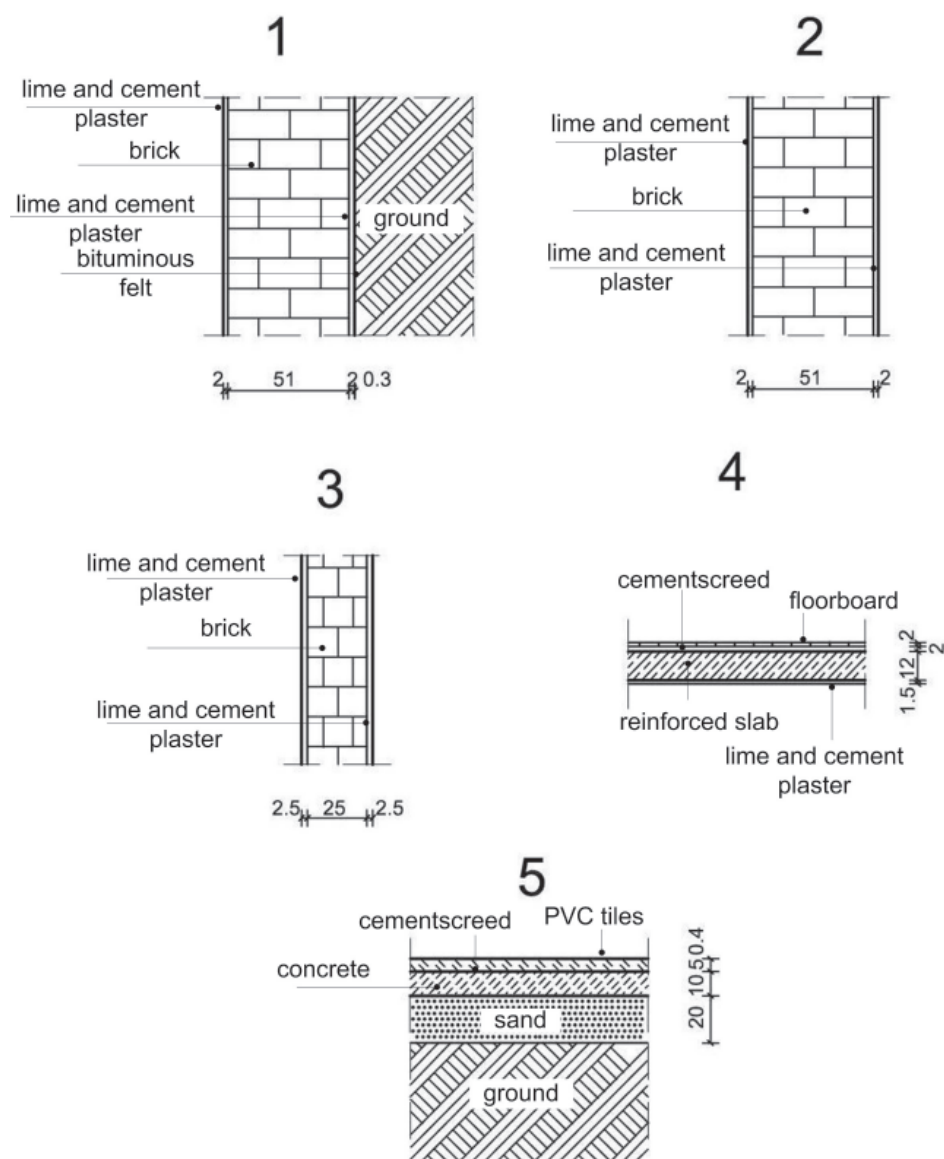 1
lime and cement
plaster
brick
lime and cement
plaster
ground
bituminous
felt
2
51
2
0.3
2
lime and cement
plaster
brick
lime and cement
plaster
2
51
2
3
lime and cement
plaster
brick
lime and cement
plaster
2.5
25
2.5
4
cementscreed
floorboard
reinforced slab
lime and cement
plaster
2
2
12
1.5
5
cementscreed
PVC tiles
concrete
sand
ground
0.4
5
10
20